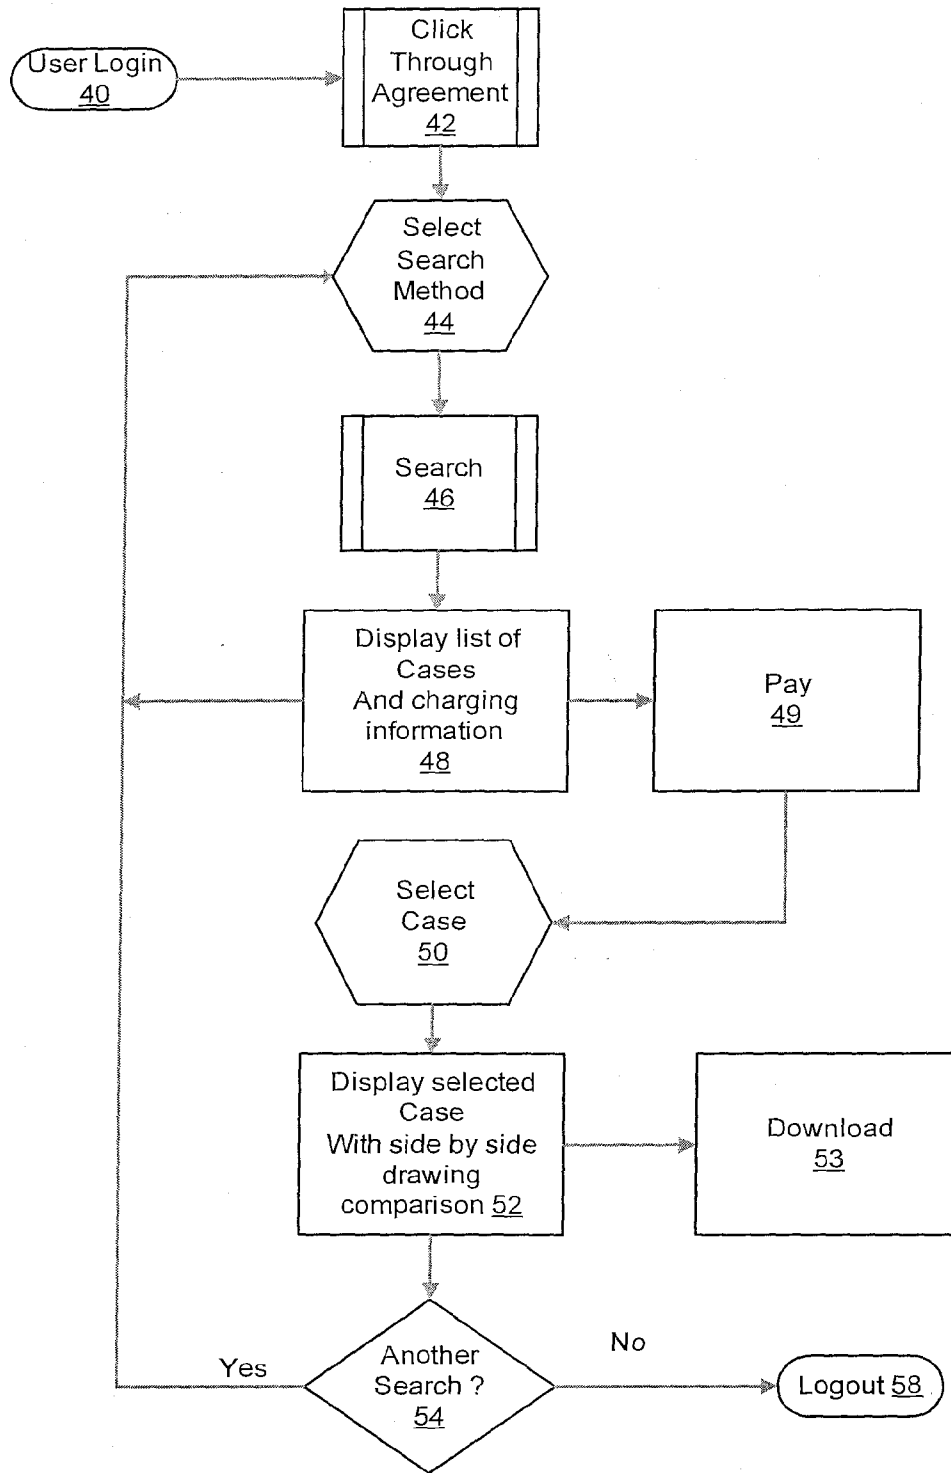 User Login
40
Click
Through
Agreement
42
Select
Search
Method
44
Search
46
Display list of
Cases
And charging
information
48
Pay
49
Select
Case
50
Display selected
Case
With side by side
drawing
comparison 52
Download
53
Another
Search ?
54
Yes
No
Logout 58